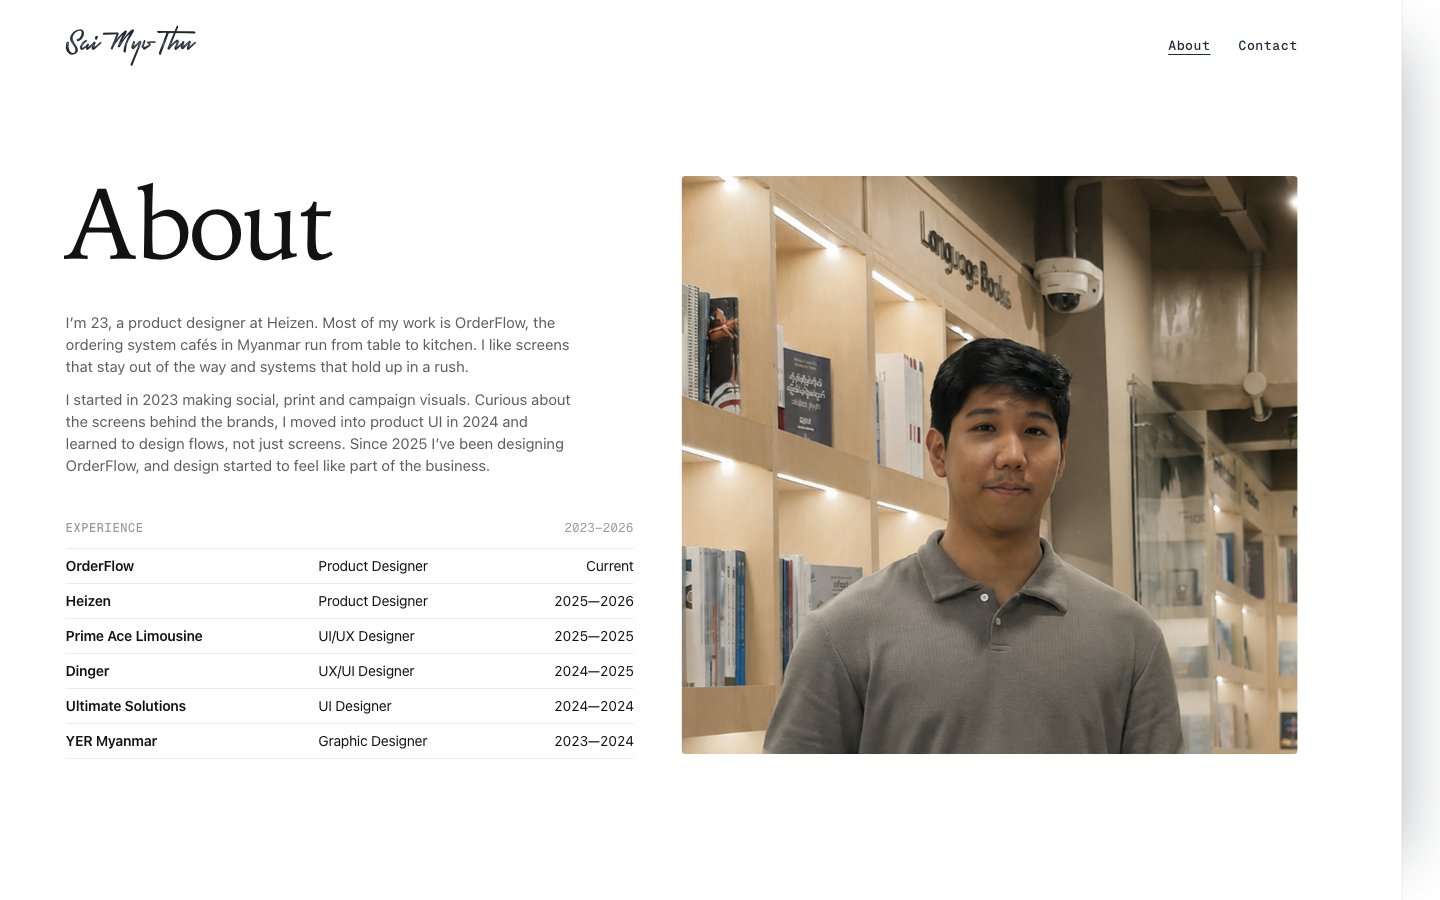 Sai Myo Thu
About
Contact
About
I’m 23, a product designer at Heizen. Most of my work is OrderFlow, the
ordering system cafés in Myanmar run from table to kitchen. I like screens
that stay out of the way and systems that hold up in a rush.
I started in 2023 making social, print and campaign visuals. Curious about
the screens behind the brands, I moved into product UI in 2024 and
learned to design flows, not just screens. Since 2025 I’ve been designing
OrderFlow, and design started to feel like part of the business.
EXPERIENCE 2023–2026
OrderFlow Product Designer Current
Heizen Product Designer 2025—2026
Prime Ace Limousine UI/UX Designer 2025—2025
Dinger UX/UI Designer 2024—2025
Ultimate Solutions UI Designer 2024—2024
YER Myanmar Graphic Designer 2023—2024
Language Books